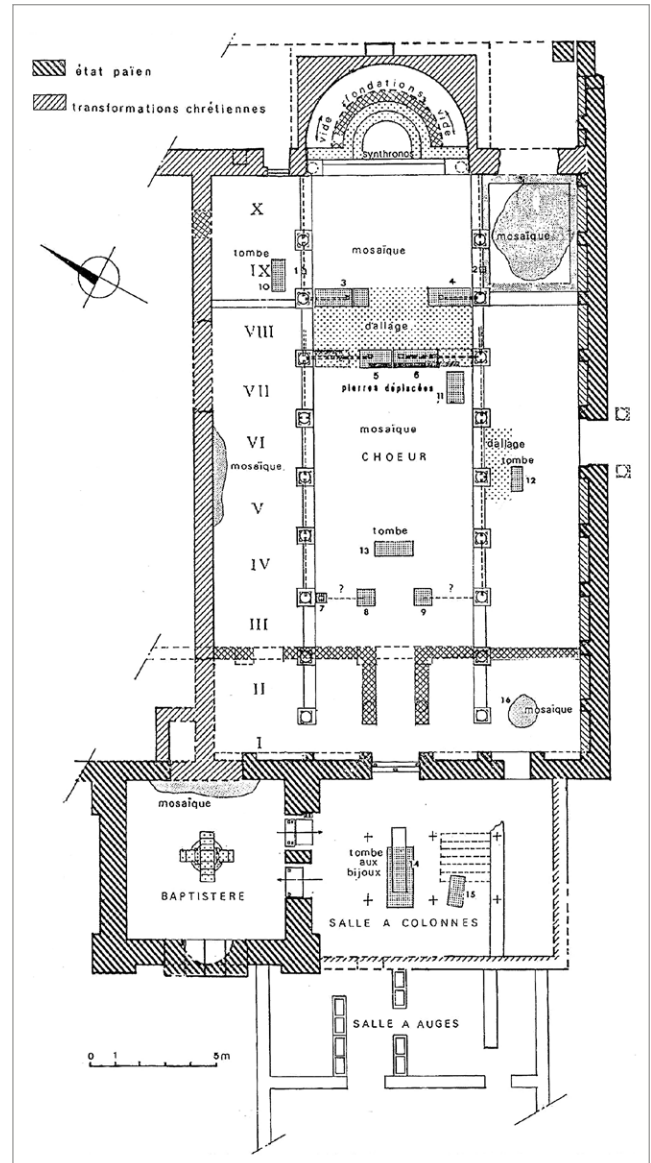 état païen
transformations chrétiennes
vide fondations vide
synthronos
X
mosaïque
mosaïque
tombe
IX
1
2
10
3
4
VIII
dallage
5
6
VII
pierres déplacées
11
VI
mosaïque
mosaïque
CHOEUR
dallage
tombe
12
V
tombe
13
IV
?
?
7
8
9
III
II
16
mosaïque
I
mosaïque
tombe
aux
bijoux
14
15
BAPTISTERE
SALLE A COLONNES
SALLE A AUGES
0 1 5m